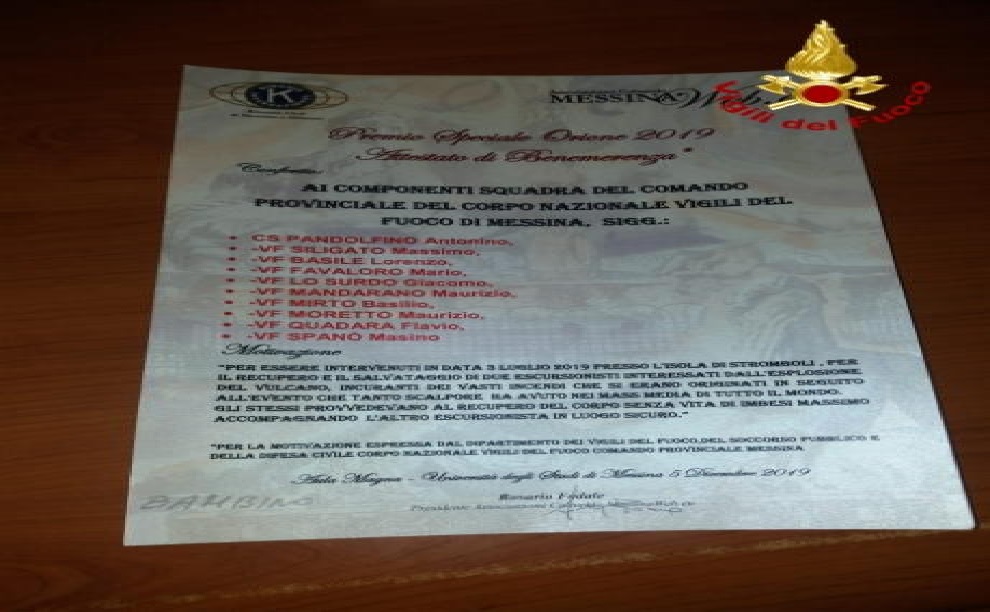 K
MESSINA Web.
Vigili del Fuoco
Premio Speciale Orione 2019
Attestato di Benemerenza"
AI COMPONENTI SQUADRA DEL COMANDO
PROVINCIALE DEL CORPO NAZIONALE VIGILI DEL
FUOCO DI MESSINA, SIGG.:
• CS PANDOLFINO Antonino,
• -VF SILIGATO Massimo,
• -VF BASILE Lorenzo,
• -VF FAVALORO Mario,
• -VF LO SURDO Giacomo,
• -VF MANDARANO Maurizio,
• -VF MIRTO Basilio,
• -VF MORETTO Maurizio,
• -VF QUADARA Flavio,
• -VF SPANÒ Masino
Motivazione
"PER ESSERE INTERVENUTI IN DATA 3 LUGLIO 2019 PRESSO L'ISOLA DI STROMBOLI , PER
IL RECUPERO E IL SALVATAGGIO DI DUE ESCURSIONISTI INTERESSATI DALL'ESPLOSIONE
DEL VULCANO, INCURANTI DEI VASTI INCENDI CHE SI ERANO ORIGINATI IN SEGUITO
ALL'EVENTO CHE TANTO SCALPORE HA AVUTO NEI MASS MEDIA DI TUTTO IL MONDO.
GLI STESSI PROVVEDEVANO AL RECUPERO DEL CORPO SENZA VITA DI IMBESI MASSIMO
ACCOMPAGNANDO L'ALTRO ESCURSIONISTA IN LUOGO SICURO."
"PER LA MOTIVAZIONE ESPRESSA DAL DIPARTIMENTO DEI VIGILI DEL FUOCO,DEL SOCCORSO PUBBLICO E
DELLA DIFESA CIVILE CORPO NAZIONALE VIGILI DEL FUOCO COMANDO PROVINCIALE MESSINA
Aula Magna - Università degli Studi di Messina 5 Dicembre 2019
Rosario Fodale
Presidente Associazione
BAMBINO